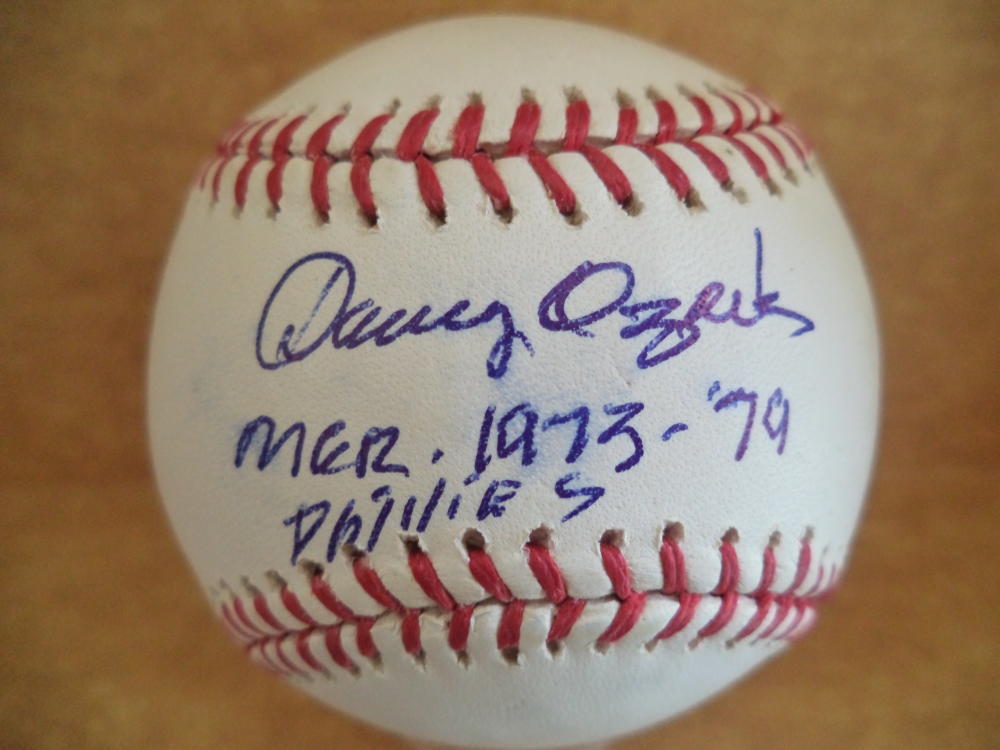 Danny Ozark
MGR. 1973-'79
Phillies